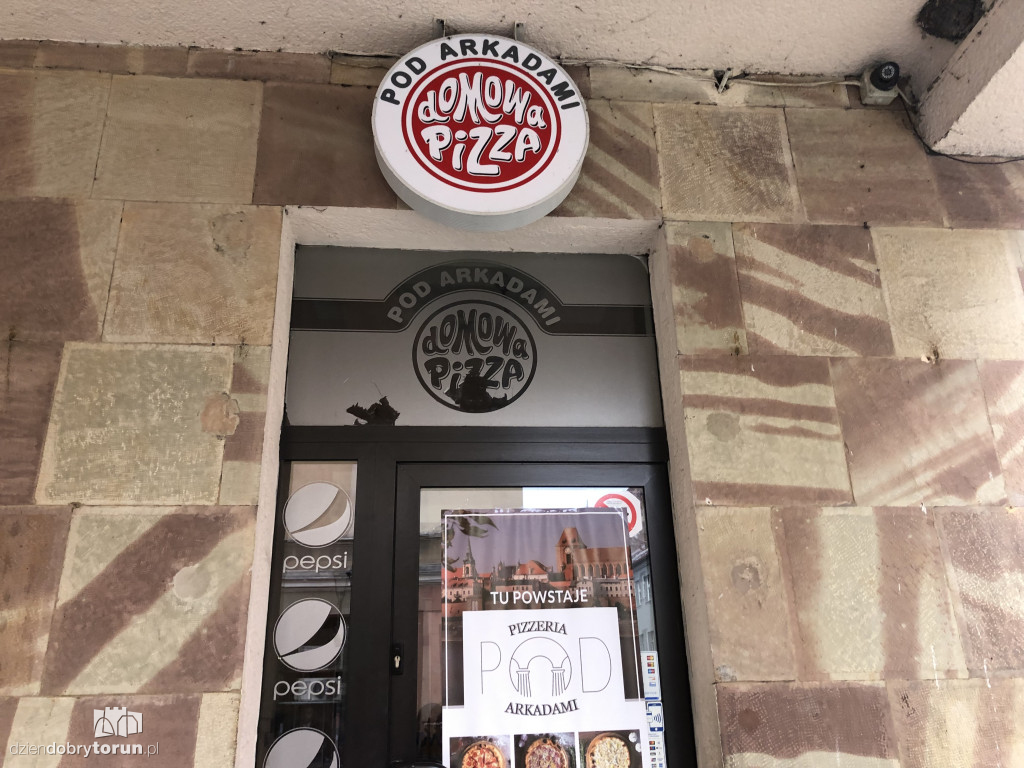 POD ARKADAMI
DOMOWA
PIZZA
POD ARKADAMI
DOMOWA
PIZZA
pepsi
pepsi
TU POWSTAJE
PIZZERIA
POD
ARKADAMI
dziendobrytorun.pl